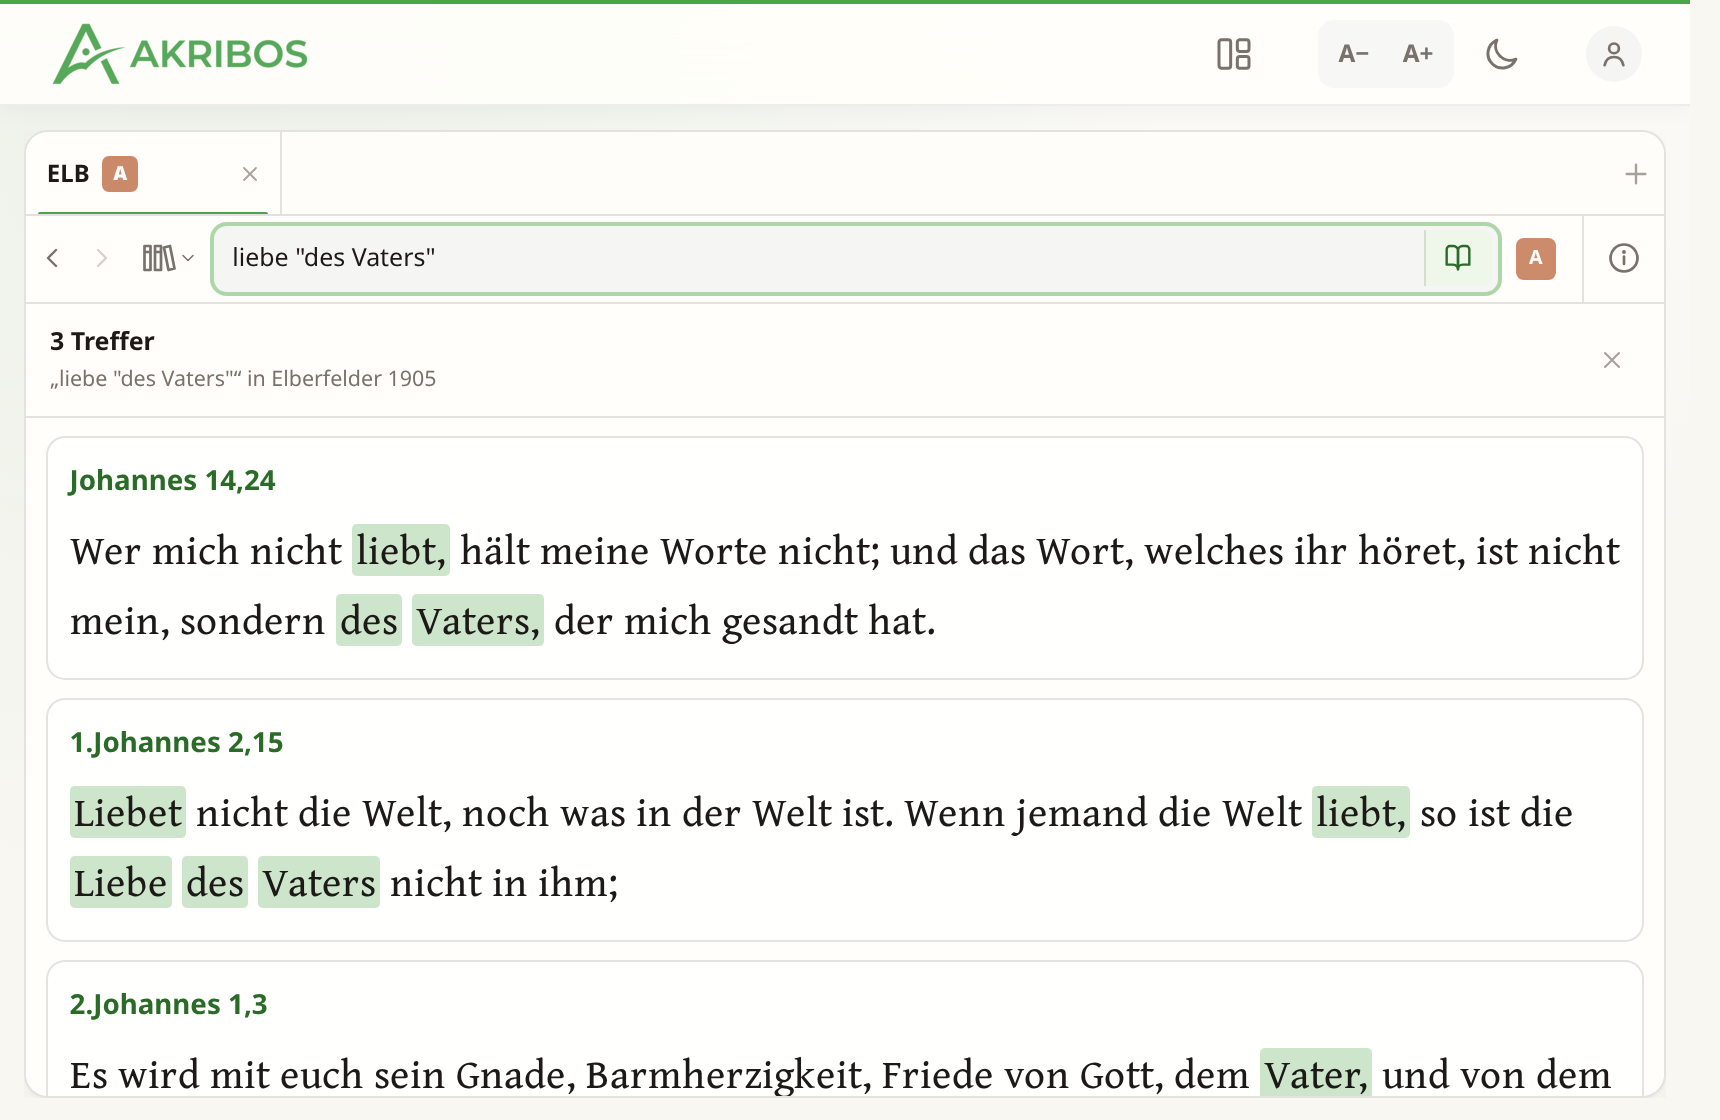 AKRIBOS
A− A+
ELB A
liebe "des Vaters"
A
3 Treffer
„liebe "des Vaters"“ in Elberfelder 1905
Johannes 14,24
Wer mich nicht liebt, hält meine Worte nicht; und das Wort, welches ihr höret, ist nicht
mein, sondern des Vaters, der mich gesandt hat.
1.Johannes 2,15
Liebet nicht die Welt, noch was in der Welt ist. Wenn jemand die Welt liebt, so ist die
Liebe des Vaters nicht in ihm;
2.Johannes 1,3
Es wird mit euch sein Gnade, Barmherzigkeit, Friede von Gott, dem Vater, und von dem